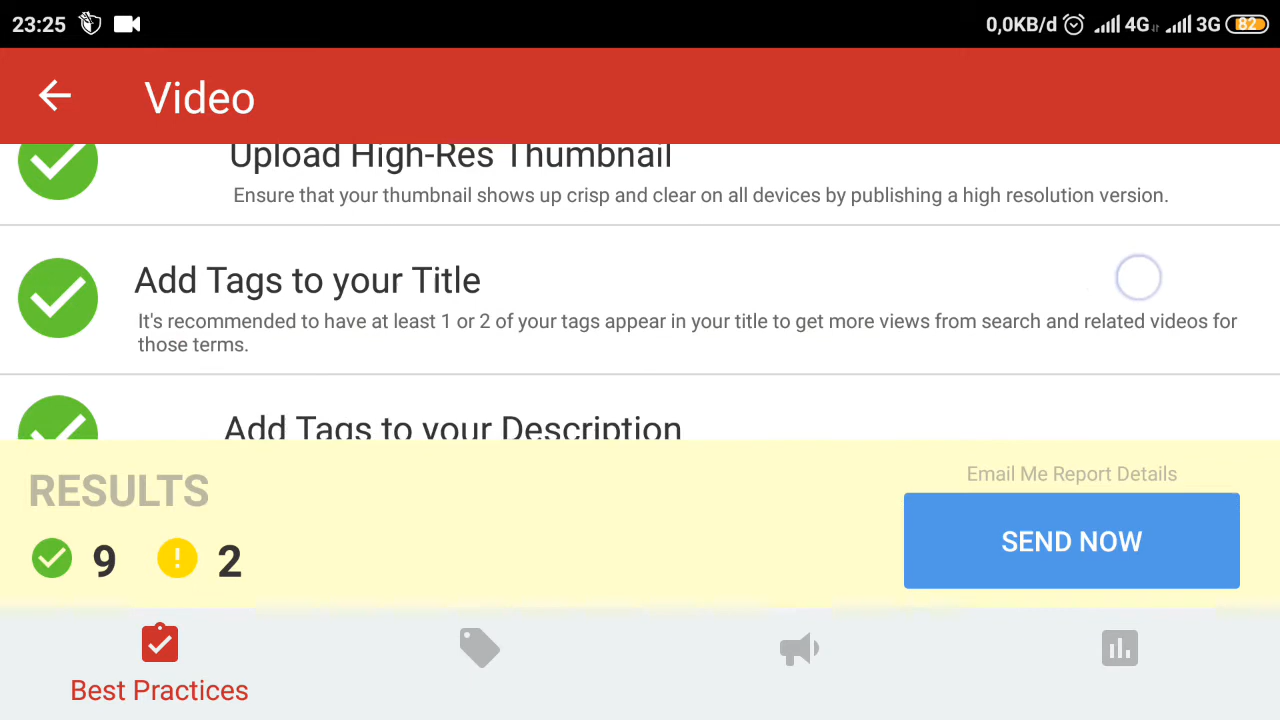 23:25 0,0KB/d 4G 3G 82
Video
Upload High-Res Thumbnail
Ensure that your thumbnail shows up crisp and clear on all devices by publishing a high resolution version.
Add Tags to your Title
It's recommended to have at least 1 or 2 of your tags appear in your title to get more views from search and related videos for
those terms.
Add Tags to your Description
RESULTS
9 2
Email Me Report Details
SEND NOW
Best Practices